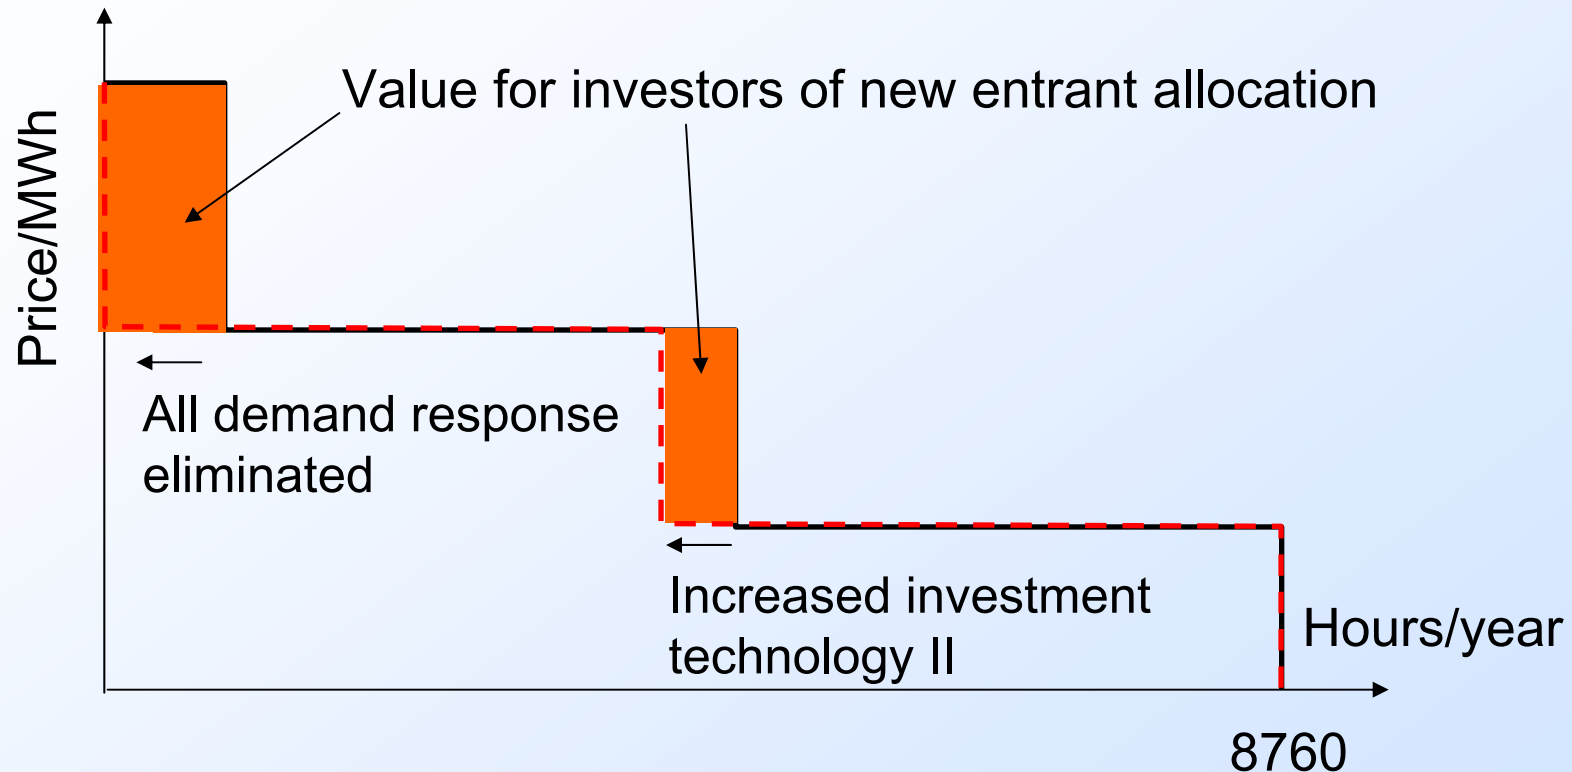 Value for investors of new entrant allocation
Price/MWh
All demand response
eliminated
Increased investment
technology II
Hours/year
8760